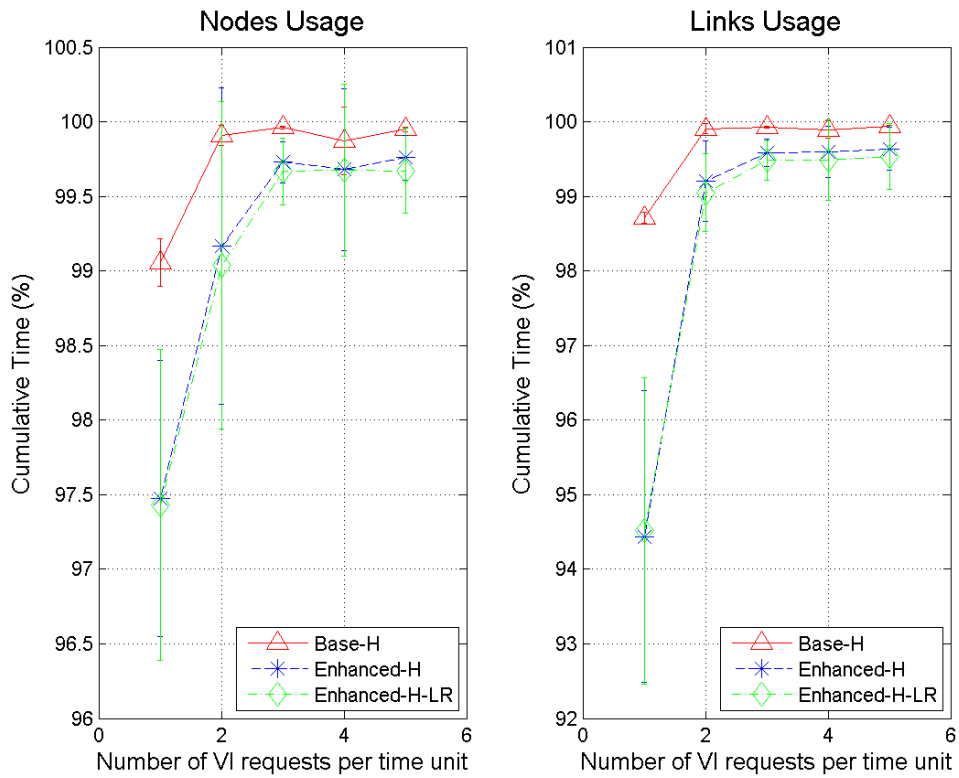 Nodes Usage
100.5
100
99.5
99
98.5
98
97.5
97
96.5
96
0
2
4
6
Cumulative Time (%)
Number of VI requests per time unit
Base-H
Enhanced-H
Enhanced-H-LR
Links Usage
101
100
99
98
97
96
95
94
93
92
0
2
4
6
Cumulative Time (%)
Number of VI requests per time unit
Base-H
Enhanced-H
Enhanced-H-LR